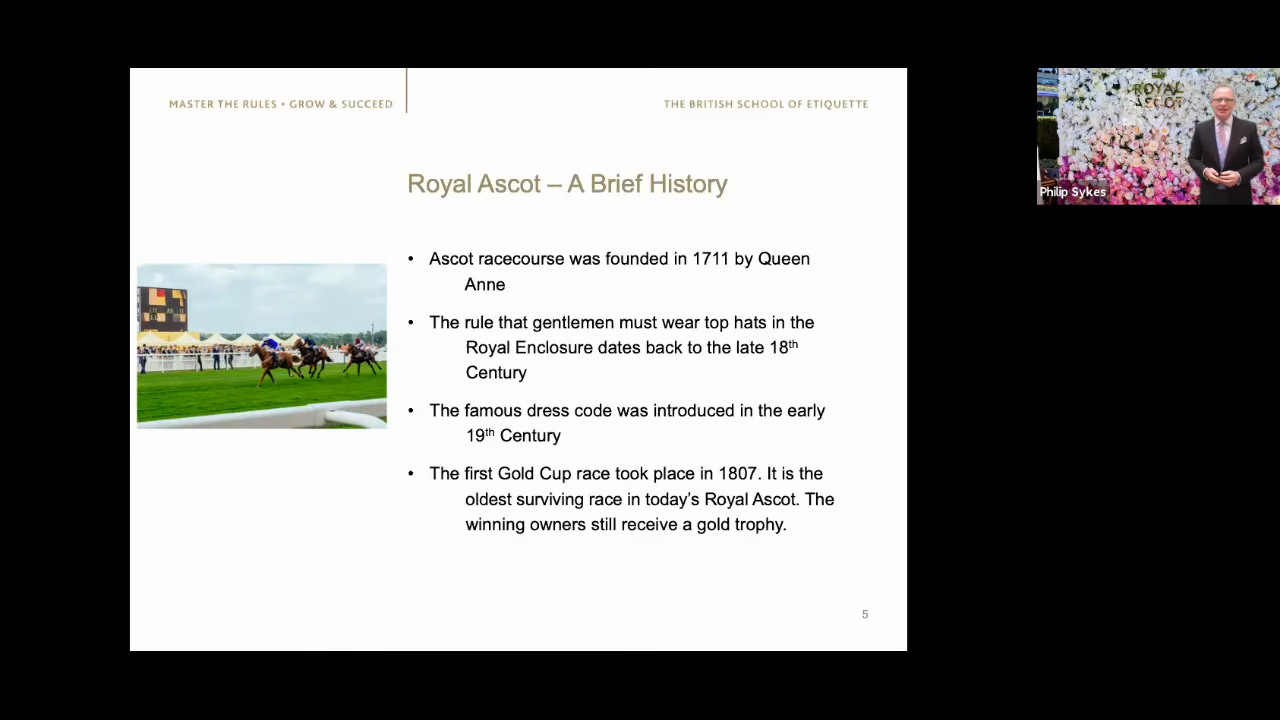 MASTER THE RULES • GROW & SUCCEED
THE BRITISH SCHOOL OF ETIQUETTE
ROYAL
ASCOT
Philip Sykes
Royal Ascot – A Brief History
• Ascot racecourse was founded in 1711 by Queen
Anne
• The rule that gentlemen must wear top hats in the
Royal Enclosure dates back to the late 18th
Century
• The famous dress code was introduced in the early
19th Century
• The first Gold Cup race took place in 1807. It is the
oldest surviving race in today’s Royal Ascot. The
winning owners still receive a gold trophy.
5